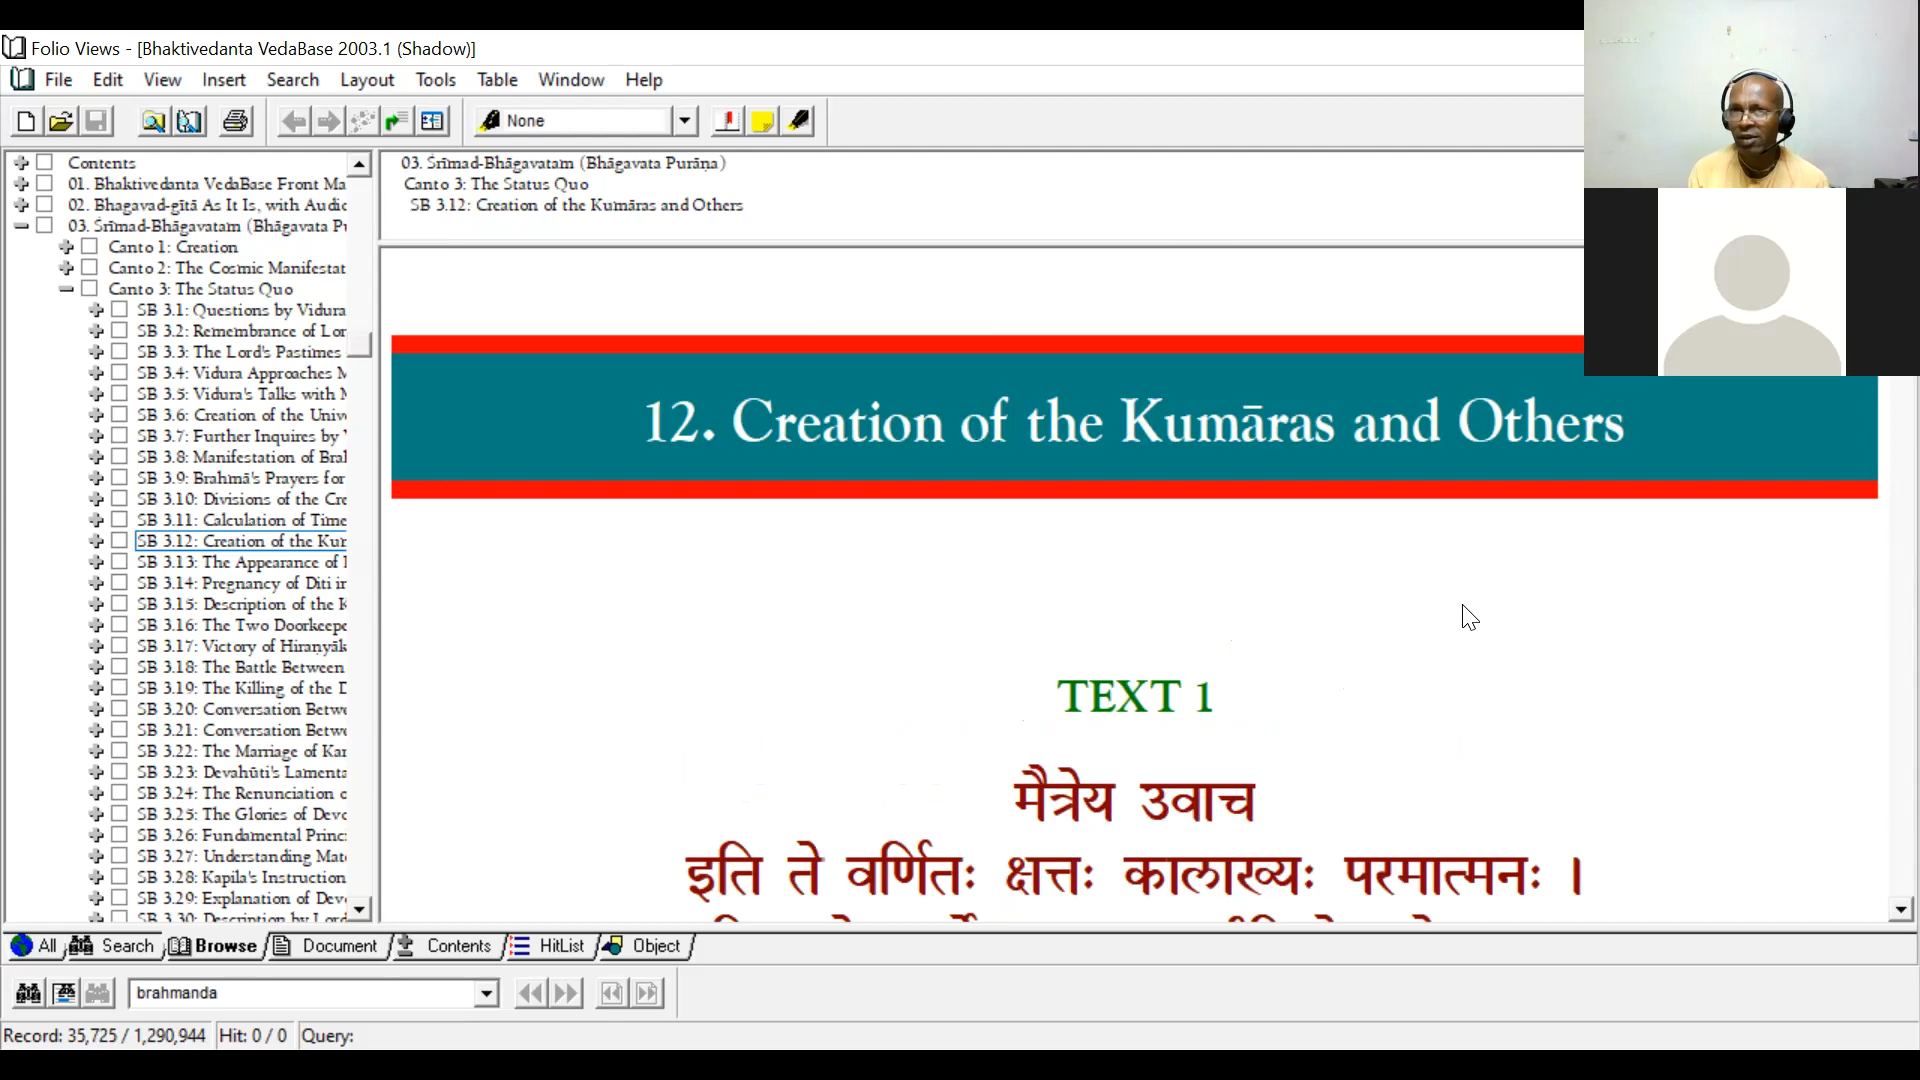 Folio Views - [Bhaktivedanta VedaBase 2003.1 (Shadow)]
File Edit View Insert Search Layout Tools Table Window Help
None
Contents
01. Bhaktivedanta VedaBase Front Ma
02. Bhagavad-gītā As It Is, with Audio
03. Śrīmad-Bhāgavatam (Bhāgavata Pu
Canto 1: Creation
Canto 2: The Cosmic Manifestat
Canto 3: The Status Quo
SB 3.1: Questions by Vidura
SB 3.2: Remembrance of Lor
SB 3.3: The Lord's Pastimes
SB 3.4: Vidura Approaches M
SB 3.5: Vidura's Talks with M
SB 3.6: Creation of the Univ
SB 3.7: Further Inquires by V
SB 3.8: Manifestation of Bral
SB 3.9: Brahmā's Prayers for
SB 3.10: Divisions of the Cre
SB 3.11: Calculation of Time
SB 3.12: Creation of the Kum
SB 3.13: The Appearance of L
SB 3.14: Pregnancy of Diti in
SB 3.15: Description of the K
SB 3.16: The Two Doorkeepe
SB 3.17: Victory of Hiraṇyāk
SB 3.18: The Battle Between
SB 3.19: The Killing of the D
SB 3.20: Conversation Betwe
SB 3.21: Conversation Betwe
SB 3.22: The Marriage of Kar
SB 3.23: Devahūti's Lamenta
SB 3.24: The Renunciation o
SB 3.25: The Glories of Devo
SB 3.26: Fundamental Princi
SB 3.27: Understanding Mate
SB 3.28: Kapila's Instruction
SB 3.29: Explanation of Dev
SB 3.30: Description by Lord
03. Śrīmad-Bhāgavatam (Bhāgavata Purāṇa)
Canto 3: The Status Quo
SB 3.12: Creation of the Kumāras and Others
12. Creation of the Kumāras and Others
TEXT 1
मैत्रेय उवाच
इति ते वर्णितः क्षत्तः कालाख्यः परमात्मनः ।
All Search Browse Document Contents HitList Object
brahmanda
Record: 35,725 / 1,290,944 Hit: 0 / 0 Query: